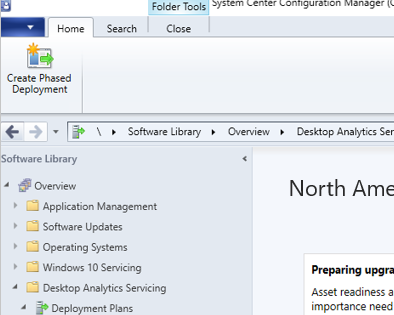 Folder Tools System Center Configuration Manager (
Home Search Close
Create Phased
Deployment
\ Software Library Overview Desktop Analytics Ser
Software Library
Overview
Application Management
Software Updates
Operating Systems
Windows 10 Servicing
Desktop Analytics Servicing
Deployment Plans
North Ame
Preparing upgra
Asset readiness a
importance need